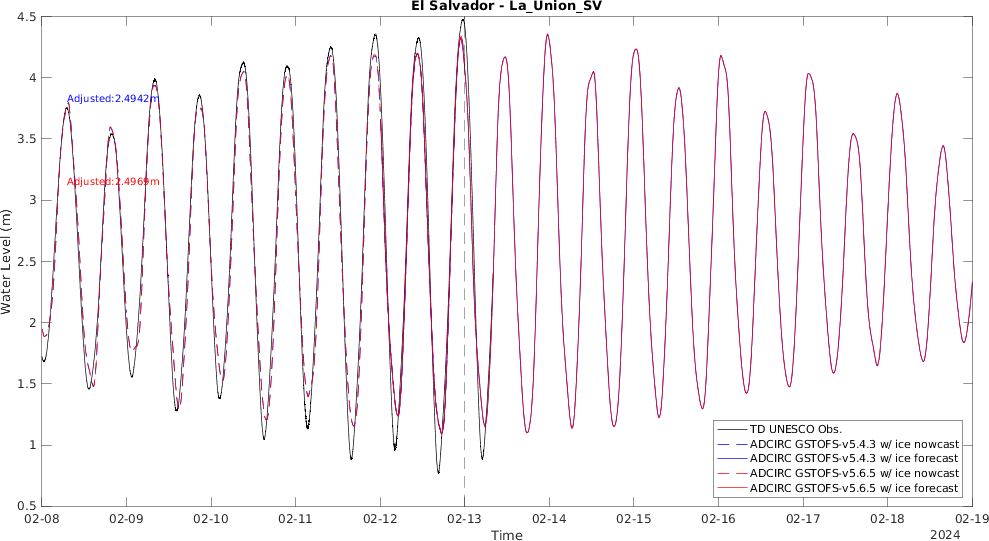 El Salvador - La_Union_SV
4.5
4
3.5
3
2.5
2
1.5
1
0.5
Water Level (m)
Adjusted:2.4942m
Adjusted:2.4969m
TD UNESCO Obs.
ADCIRC GSTOFS-v5.4.3 w/ ice nowcast
ADCIRC GSTOFS-v5.4.3 w/ ice forecast
ADCIRC GSTOFS-v5.6.5 w/ ice nowcast
ADCIRC GSTOFS-v5.6.5 w/ ice forecast
02-08 02-09 02-10 02-11 02-12 02-13 02-14 02-15 02-16 02-17 02-18 02-19
Time
2024